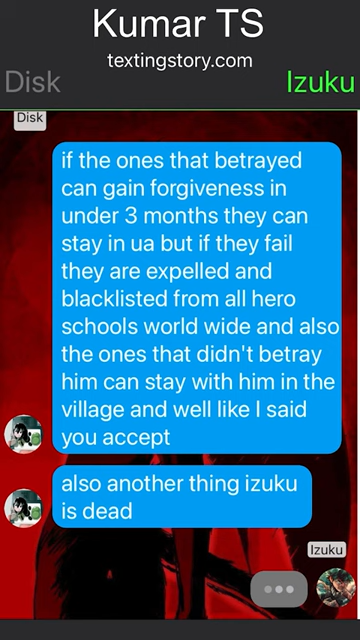 Kumar TS
textingstory.com
Disk Izuku
Disk
if the ones that betrayed
can gain forgiveness in
under 3 months they can
stay in ua but if they fail
they are expelled and
blacklisted from all hero
schools world wide and also
the ones that didn't betray
him can stay with him in the
village and well like I said
you accept
also another thing izuku
is dead
Izuku